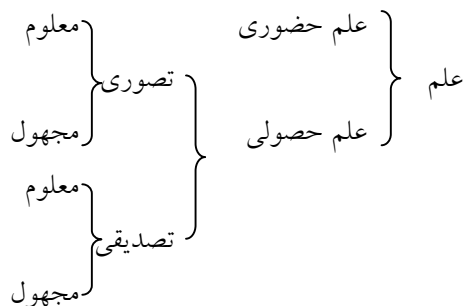 علم
علم حضوری
علم حصولی
تصوری
معلوم
مجهول
تصدیقی
معلوم
مجهول